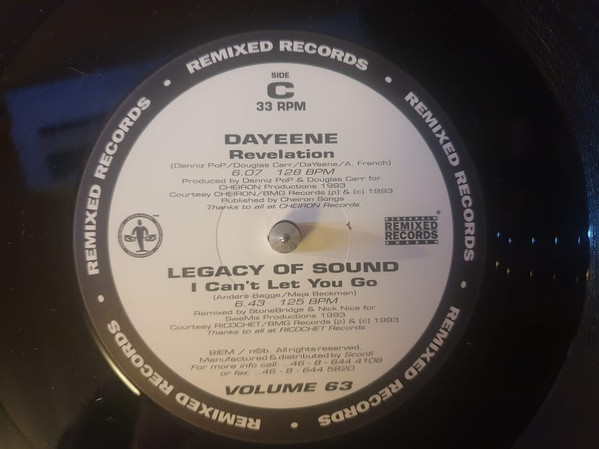 REMIXED RECORDS • REMIXED RECORDS • REMIXED RECORDS • REMIXED RECORDS • REMIXED RECORDS • REMIXED RECORDS •
SIDE
C
33 RPM
DAYEENE
Revelation
(Denniz PoP/Douglas Carr/DaYeene/A. French)
6.07 128 BPM
Produced by Denniz PoP & Douglas Carr for
CHEIRON Productions 1993
Courtesy CHEIRON/BMG Records (p) & (c) 1993
Published by Cheiron Songs
Thanks to all at CHEIRON Records
REMIXED
RECORDS
LEGACY OF SOUND
I Can't Let You Go
(Anders Bagge/Meja Beckman)
6.43 125 BPM
Remixed by StoneBridge & Nick Nice for
SweMix Productions 1993
Courtesy RICOCHET/BMG Records (p) & (c) 1993
Thanks to all at RICOCHET Records
BIEM / n©b. All rights reserved.
Manufactured & distributed by Sconfi
For more info call: ..46 - 8 - 644 4108
or fax: ..46 - 8 - 644 5820
VOLUME 63